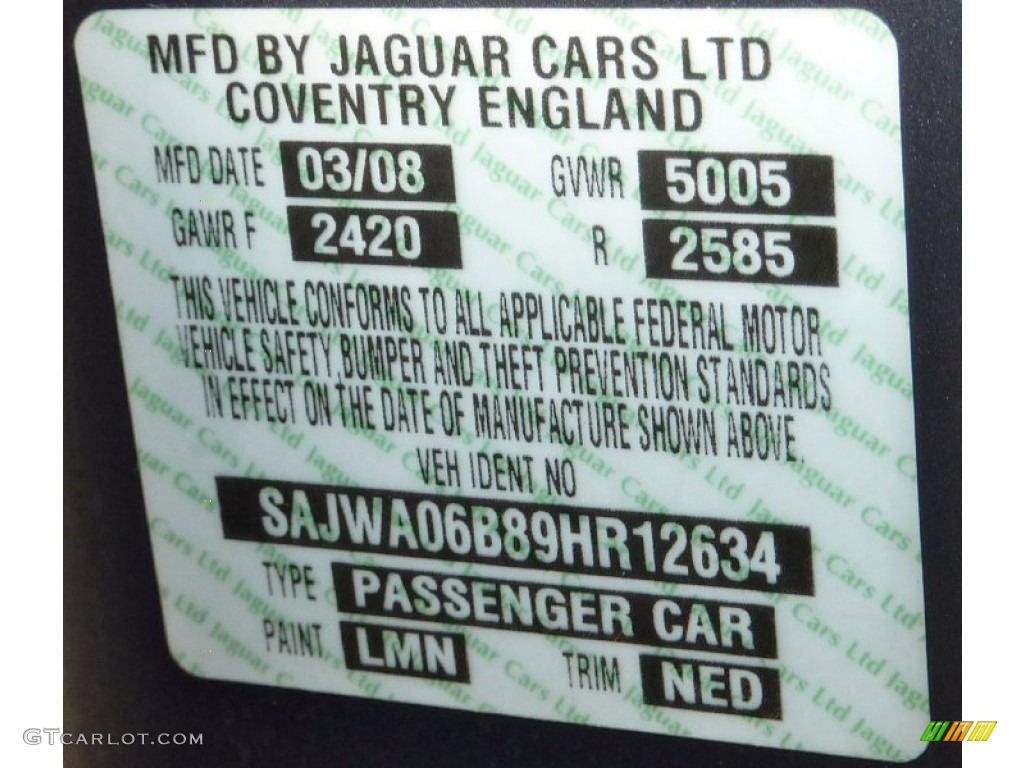 MFD BY JAGUAR CARS LTD
COVENTRY ENGLAND
MFD DATE 03/08 GVWR 5005
GAWR F 2420 R 2585
THIS VEHICLE CONFORMS TO ALL APPLICABLE FEDERAL MOTOR
VEHICLE SAFETY, BUMPER AND THEFT PREVENTION STANDARDS
IN EFFECT ON THE DATE OF MANUFACTURE SHOWN ABOVE.
VEH IDENT NO
SAJWA06B89HR12634
TYPE PASSENGER CAR
PAINT LMN TRIM NED
GTCARLOT.COM